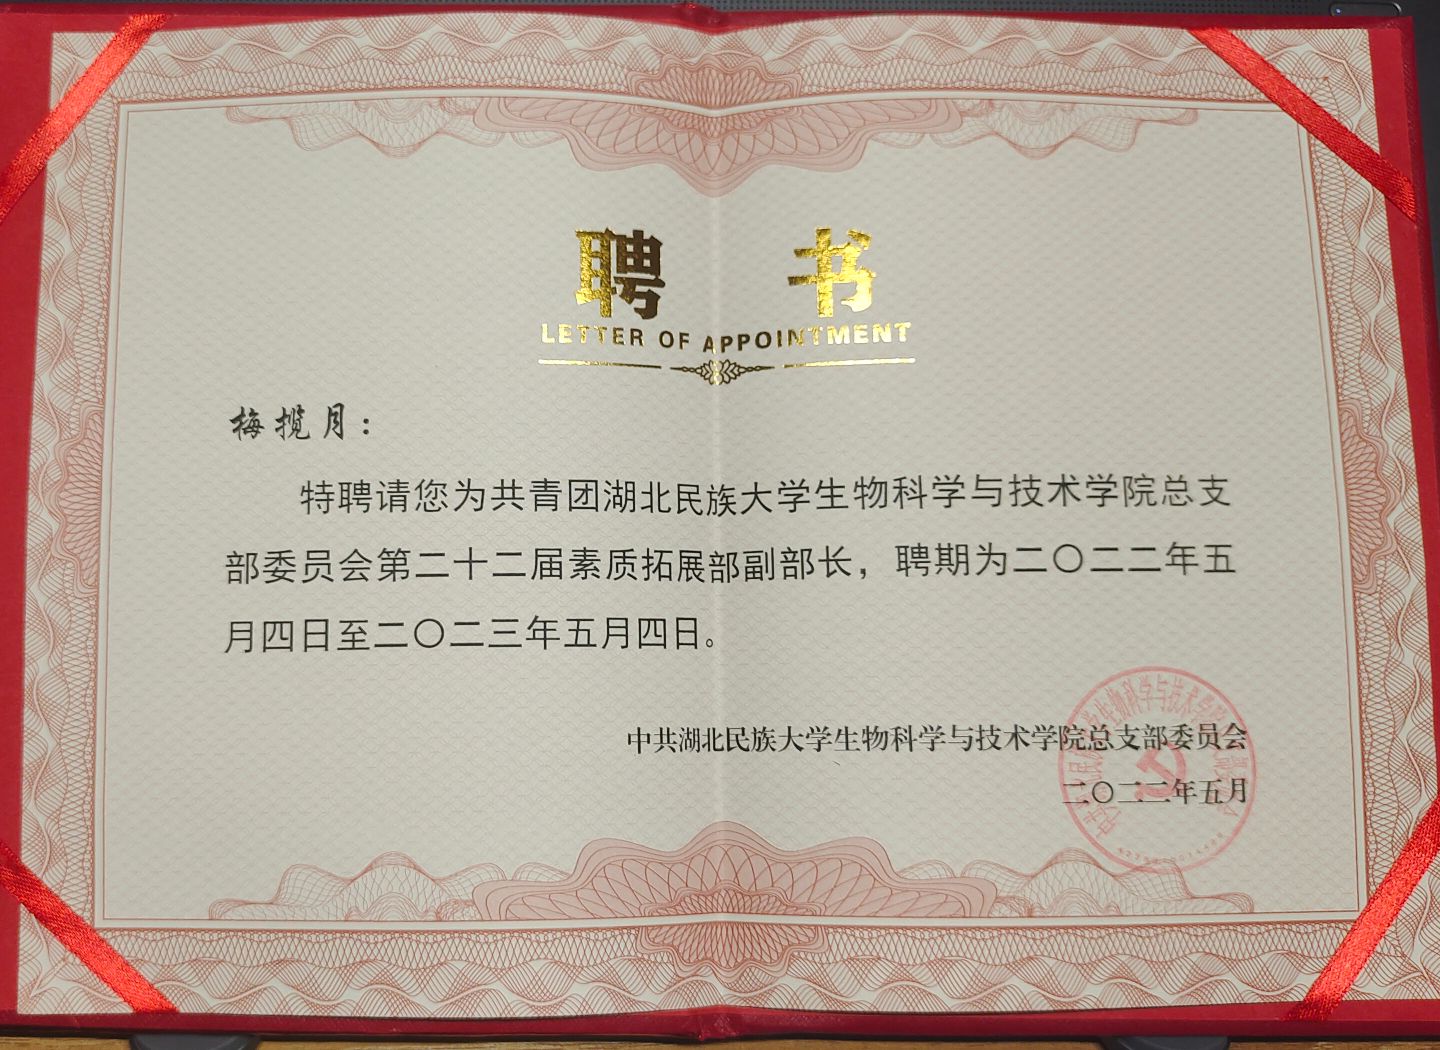 聘 书
LETTER OF APPOINTMENT
梅揽月：
特聘请您为共青团湖北民族大学生物科学与技术学院总支
部委员会第二十二届素质拓展部副部长，聘期为二〇二二年五
月四日至二〇二三年五月四日。
中共湖北民族大学生物科学与技术学院总支部委员会
二〇二二年五月